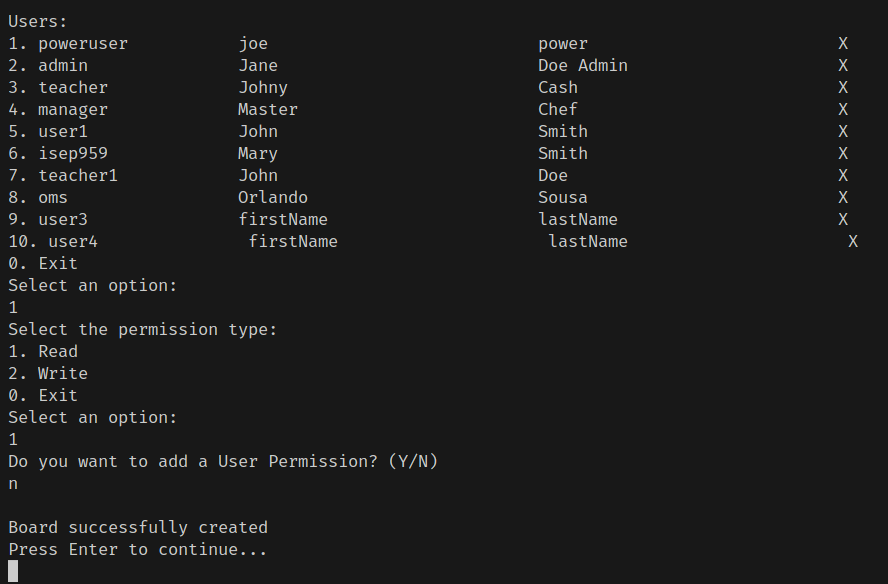 Users:
1. poweruser           joe                           power                         X
2. admin               Jane                          Doe Admin                     X
3. teacher             Johny                         Cash                          X
4. manager             Master                        Chef                          X
5. user1               John                          Smith                         X
6. isep959             Mary                          Smith                         X
7. teacher1            John                          Doe                           X
8. oms                 Orlando                       Sousa                         X
9. user3               firstName                     lastName                      X
10. user4               firstName                     lastName                      X
0. Exit
Select an option:
1
Select the permission type:
1. Read
2. Write
0. Exit
Select an option:
1
Do you want to add a User Permission? (Y/N)
n
Board successfully created
Press Enter to continue...